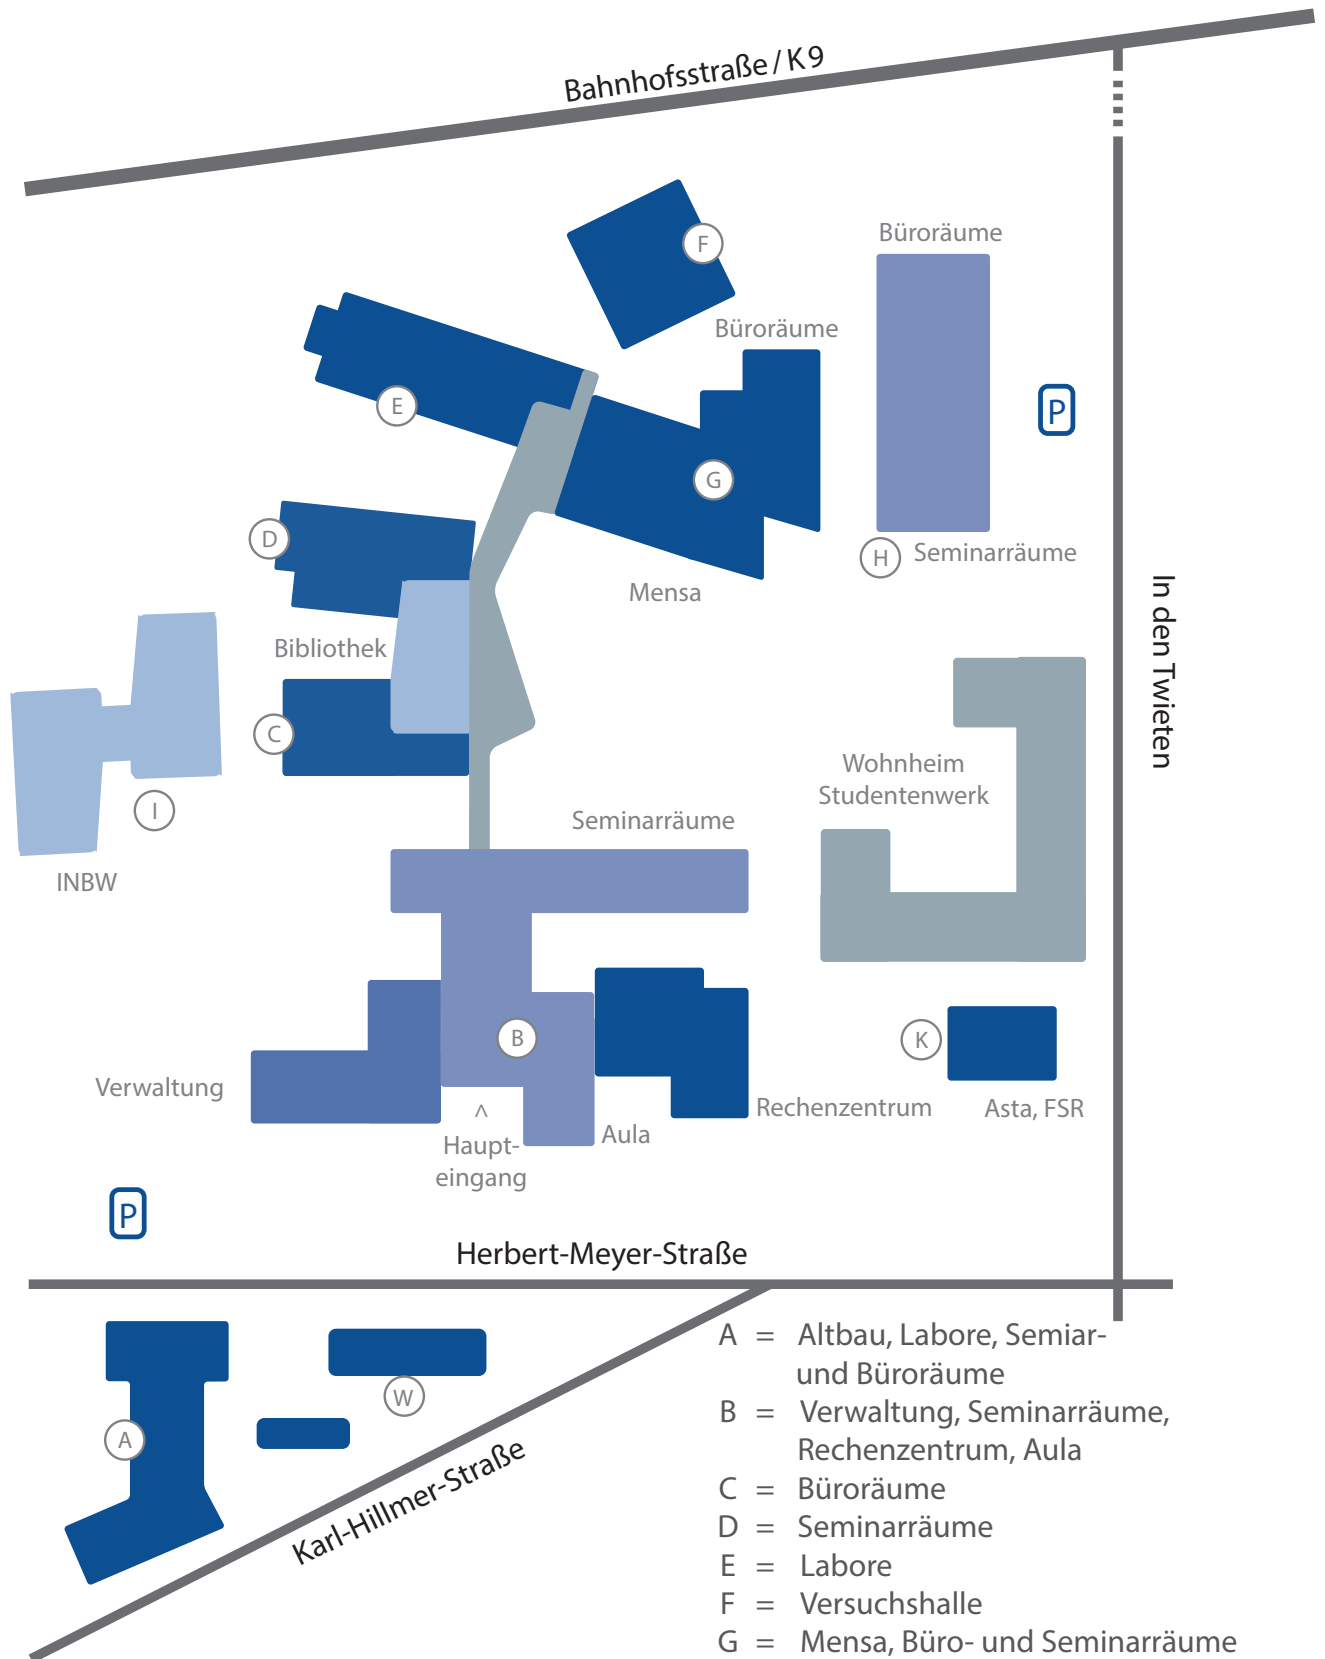 Bahnhofsstraße / K 9
F
Büroräume
Büroräume
E
P
G
D
H
Seminarräume
Mensa
In den Twieten
Bibliothek
C
Wohnheim
Studentenwerk
I
Seminarräume
INBW
B
K
Verwaltung
Rechenzentrum
Asta, FSR
^
Haupt-
eingang
Aula
P
Herbert-Meyer-Straße
W
A
Karl-Hillmer-Straße
A = Altbau, Labore, Semiar-
und Büroräume
B = Verwaltung, Seminarräume,
Rechenzentrum, Aula
C = Büroräume
D = Seminarräume
E = Labore
F = Versuchshalle
G = Mensa, Büro- und Seminarräume